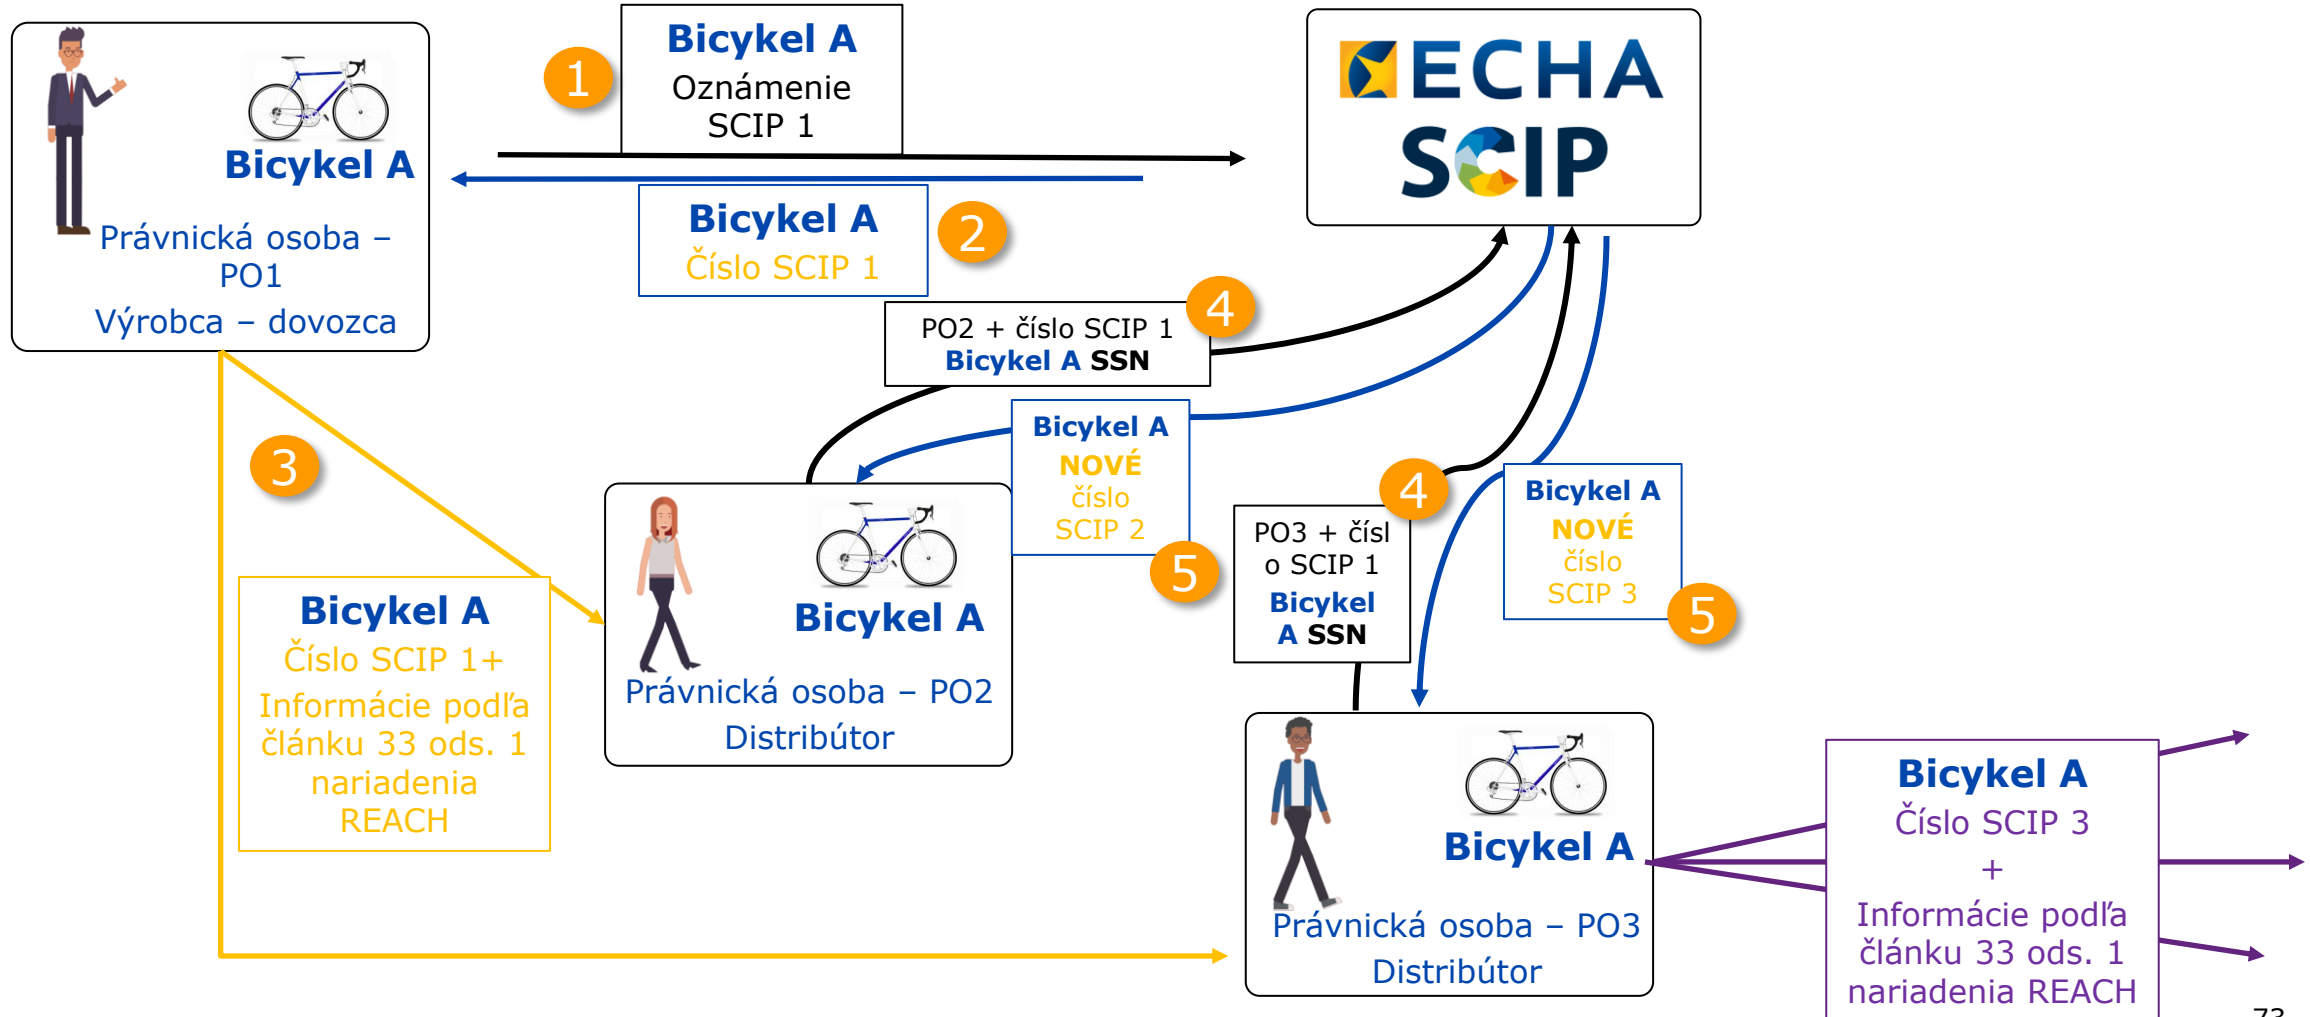 Bicykel A
Právnická osoba –
PO1
Výrobca – dovozca
1
Bicykel A
Oznámenie
SCIP 1
ECHA
SCIP
Bicykel A
Číslo SCIP 1
2
3
Bicykel A
Číslo SCIP 1+
Informácie podľa
článku 33 ods. 1
nariadenia
REACH
PO2 + číslo SCIP 1
Bicykel A SSN
4
Bicykel A
NOVÉ
číslo
SCIP 2
5
Bicykel A
Právnická osoba – PO2
Distribútor
4
PO3 + čísl
o SCIP 1
Bicykel
A SSN
Bicykel A
NOVÉ
číslo
SCIP 3
5
Bicykel A
Právnická osoba – PO3
Distribútor
Bicykel A
Číslo SCIP 3
+
Informácie podľa
článku 33 ods. 1
nariadenia REACH